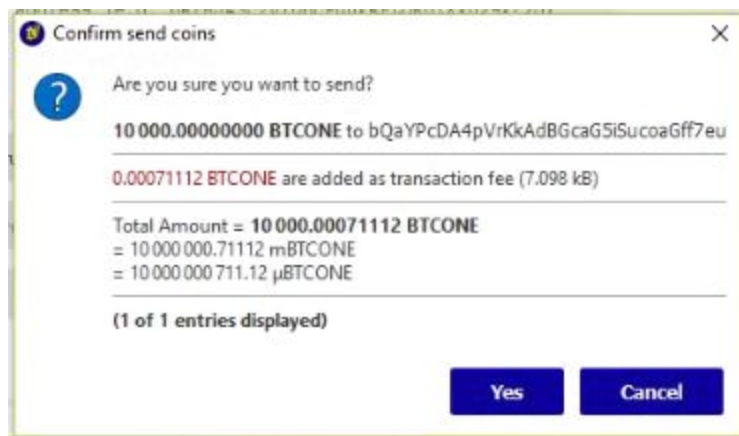 Confirm send coins
Are you sure you want to send?
10 000.00000000 BTCONE to bQaYPcDA4pVrKkAdBGcaG5iSucoaGff7eu
0.00071112 BTCONE are added as transaction fee (7.098 kB)
Total Amount = 10 000.00071112 BTCONE
= 10 000 000.71112 mBTCONE
= 10 000 000 711.12 μBTCONE
(1 of 1 entries displayed)
Yes Cancel